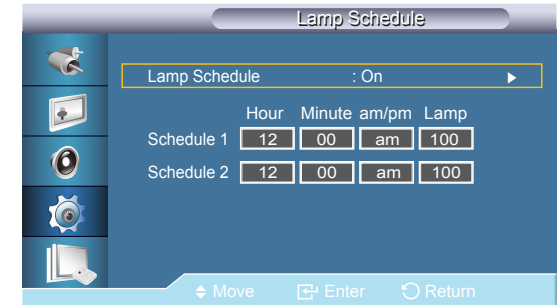 Lamp Schedule
Lamp Schedule : On
Hour Minute am/pm Lamp
Schedule 1 12 00 am 100
Schedule 2 12 00 am 100
Move Enter Return